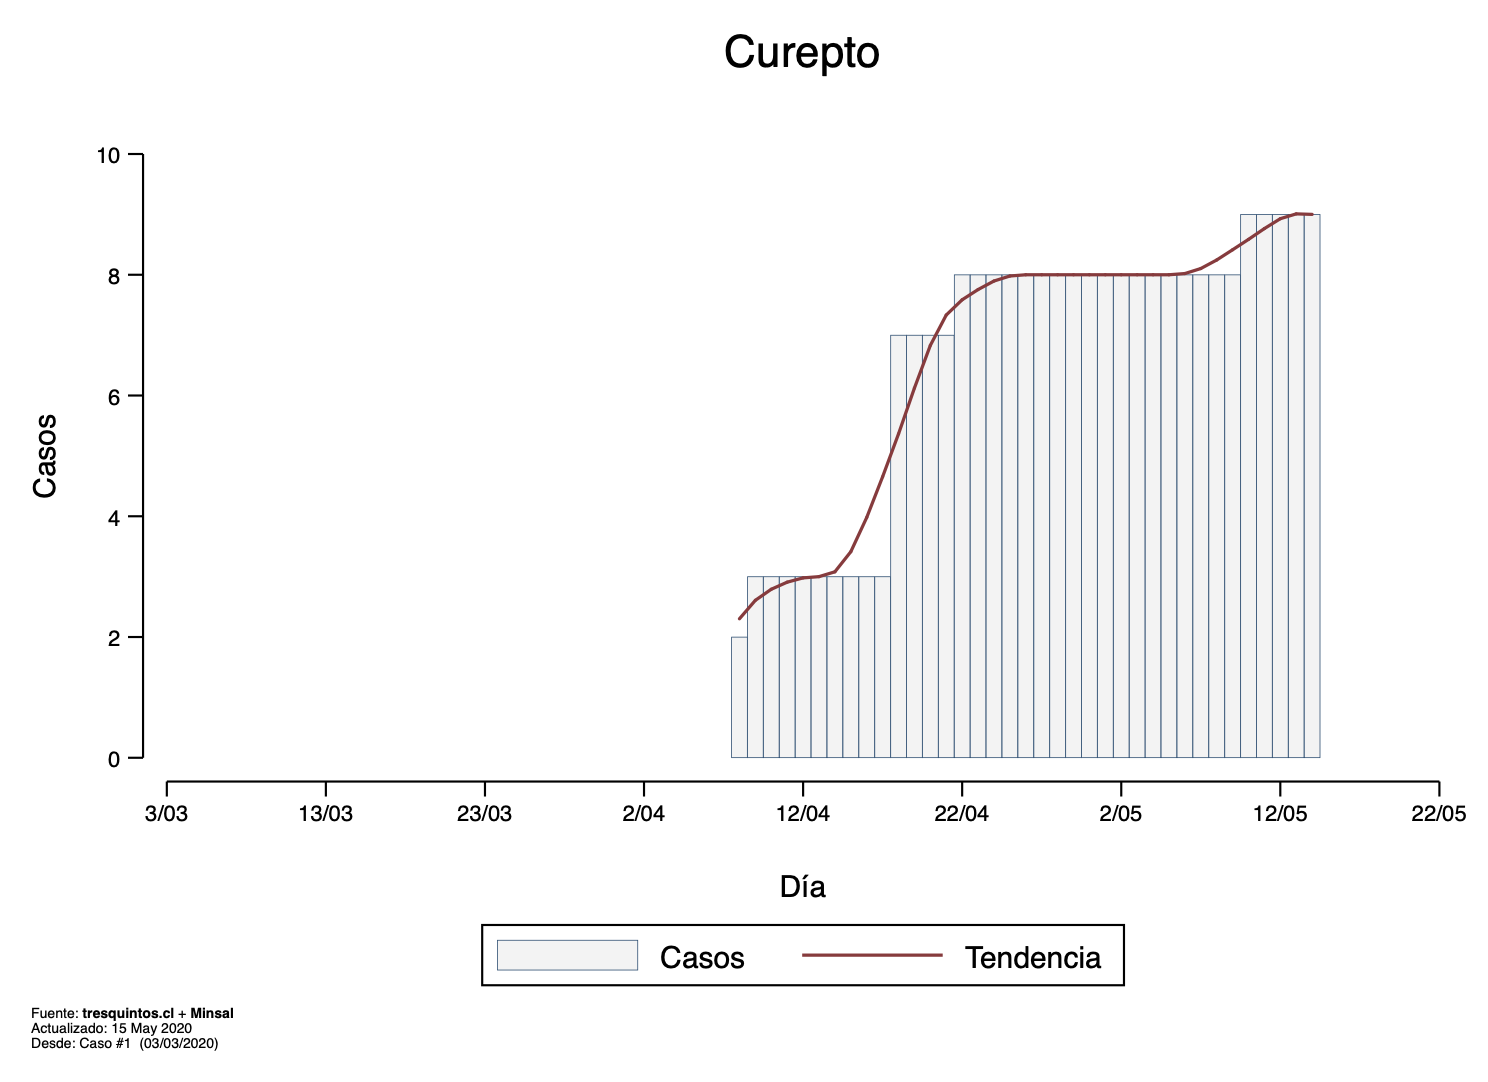 Curepto
10
8
6
4
2
0
Casos
3/03 13/03 23/03 2/04 12/04 22/04 2/05 12/05 22/05
Día
Casos Tendencia
Fuente: tresquintos.cl + Minsal
Actualizado: 15 May 2020
Desde: Caso #1 (03/03/2020)